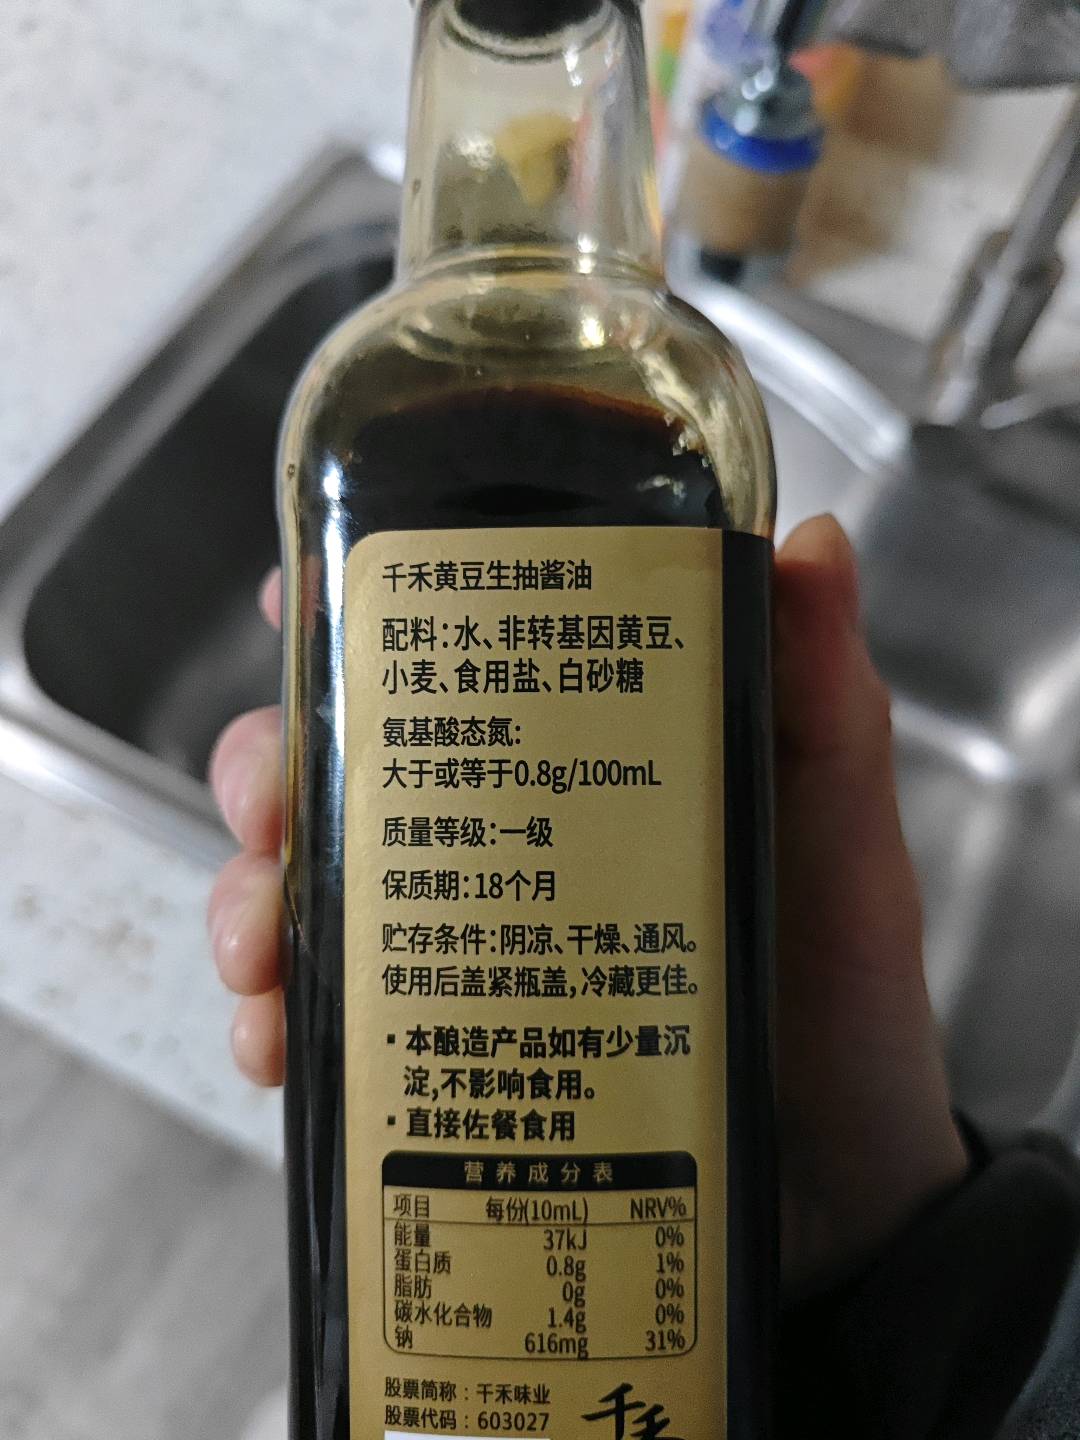 千禾黄豆生抽酱油
配料:水、非转基因黄豆、
小麦、食用盐、白砂糖
氨基酸态氮:
大于或等于0.8g/100mL
质量等级:一级
保质期:18个月
贮存条件:阴凉、干燥、通风。
使用后盖紧瓶盖,冷藏更佳。
▪本酿造产品如有少量沉
淀,不影响食用。
▪直接佐餐食用
营养成分表
项目 每份(10mL) NRV%
能量 37kJ 0%
蛋白质 0.8g 1%
脂肪 0g 0%
碳水化合物 1.4g 0%
钠 616mg 31%
股票简称:千禾味业
股票代码:603027
千禾